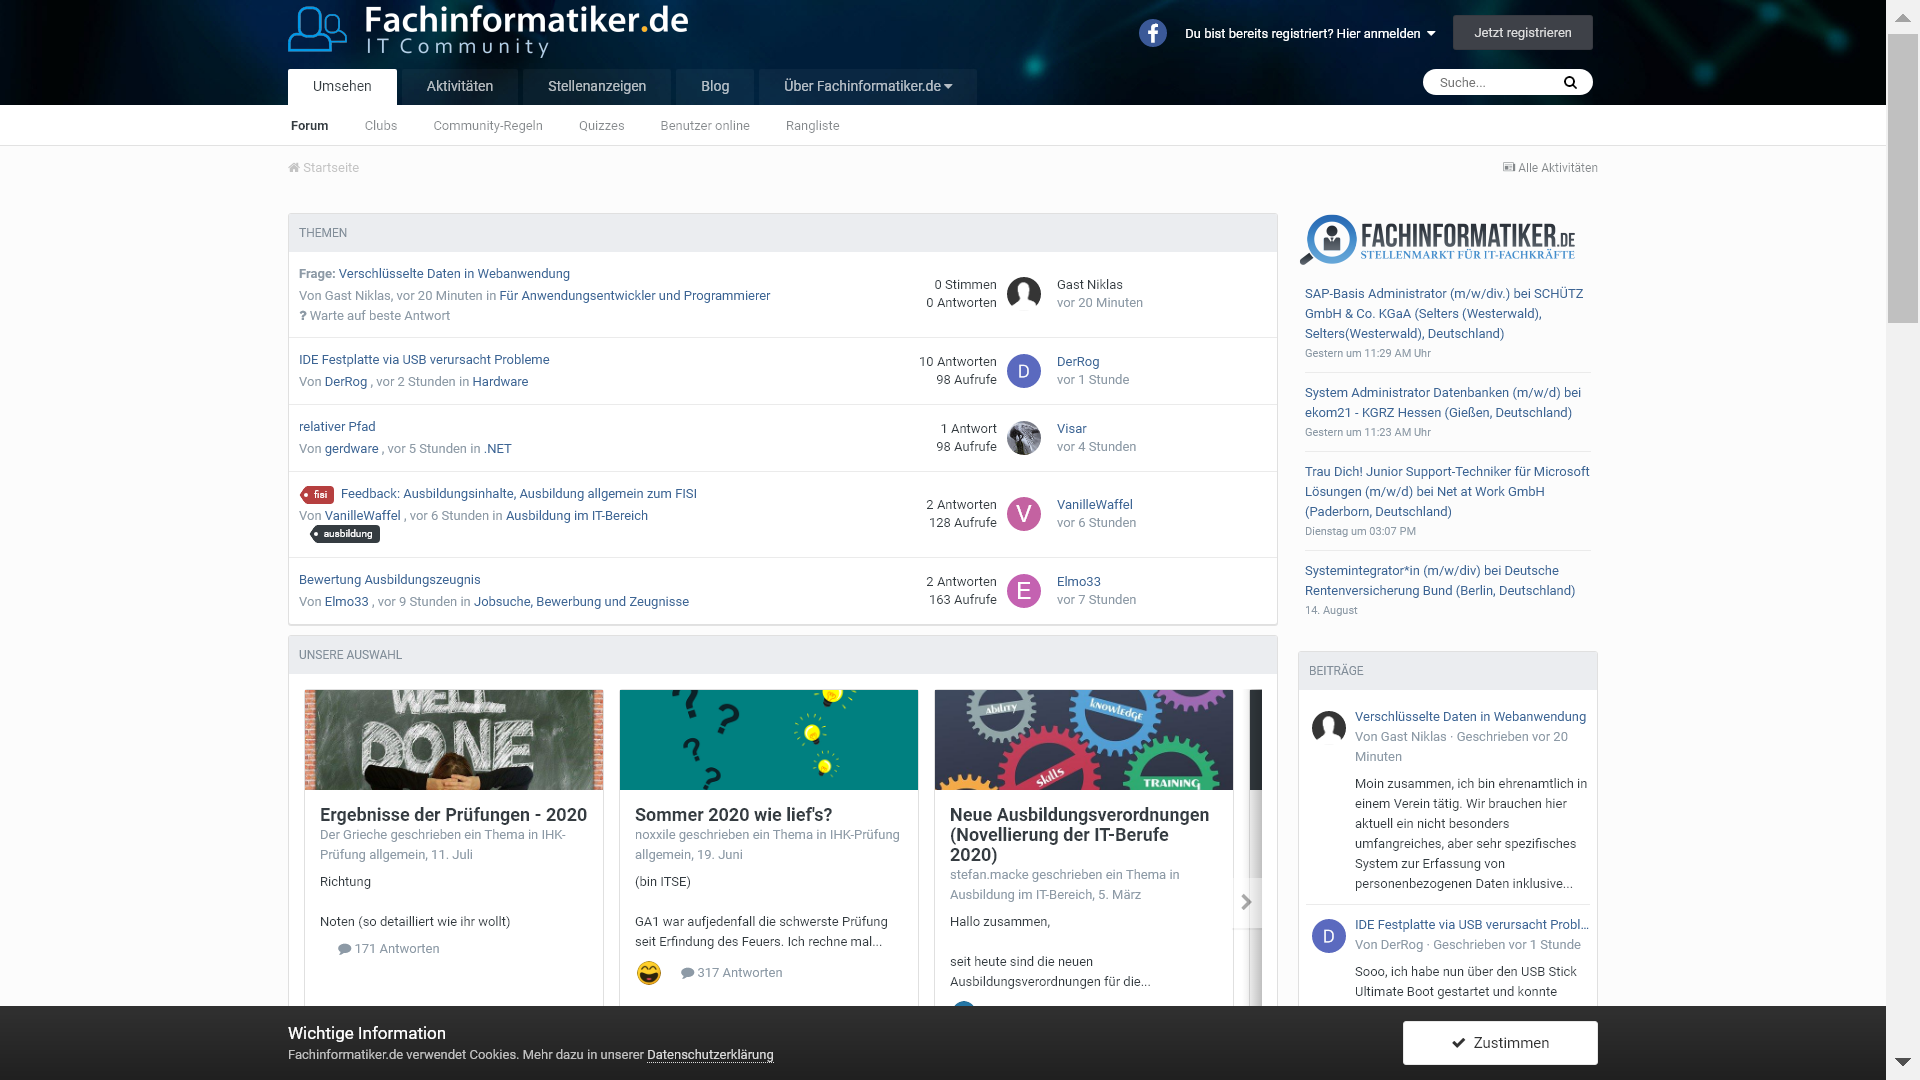 Fachinformatiker.de
IT Community
Du bist bereits registriert? Hier anmelden
Jetzt registrieren
Umsehen
Aktivitäten
Stellenanzeigen
Blog
Über Fachinformatiker.de
Suche...
Forum
Clubs
Community-Regeln
Quizzes
Benutzer online
Rangliste
Startseite
Alle Aktivitäten
THEMEN
Frage: Verschlüsselte Daten in Webanwendung
Von Gast Niklas, vor 20 Minuten in Für Anwendungsentwickler und Programmierer
? Warte auf beste Antwort
0 Stimmen
0 Antworten
Gast Niklas
vor 20 Minuten
IDE Festplatte via USB verursacht Probleme
Von DerRog , vor 2 Stunden in Hardware
10 Antworten
98 Aufrufe
D
DerRog
vor 1 Stunde
relativer Pfad
Von gerdware , vor 5 Stunden in .NET
1 Antwort
98 Aufrufe
Visar
vor 4 Stunden
fisi Feedback: Ausbildungsinhalte, Ausbildung allgemein zum FISI
Von VanilleWaffel , vor 6 Stunden in Ausbildung im IT-Bereich
ausbildung
2 Antworten
128 Aufrufe
V
VanilleWaffel
vor 6 Stunden
Bewertung Ausbildungszeugnis
Von Elmo33 , vor 9 Stunden in Jobsuche, Bewerbung und Zeugnisse
2 Antworten
163 Aufrufe
E
Elmo33
vor 7 Stunden
UNSERE AUSWAHL
WELL
DONE
Ergebnisse der Prüfungen - 2020
Der Grieche geschrieben ein Thema in IHK-
Prüfung allgemein, 11. Juli
Richtung
Noten (so detailliert wie ihr wollt)
171 Antworten
? ? ? ?
Sommer 2020 wie lief's?
noxxile geschrieben ein Thema in IHK-Prüfung
allgemein, 19. Juni
(bin ITSE)
GA1 war aufjedenfall die schwerste Prüfung
seit Erfindung des Feuers. Ich rechne mal...
317 Antworten
ability
knowledge
skills
TRAINING
Neue Ausbildungsverordnungen
(Novellierung der IT-Berufe
2020)
stefan.macke geschrieben ein Thema in
Ausbildung im IT-Bereich, 5. März
Hallo zusammen,
seit heute sind die neuen
Ausbildungsverordnungen für die...
FACHINFORMATIKER.DE
STELLENMARKT FÜR IT-FACHKRÄFTE
SAP-Basis Administrator (m/w/div.) bei SCHÜTZ
GmbH & Co. KGaA (Selters (Westerwald),
Selters(Westerwald), Deutschland)
Gestern um 11:29 AM Uhr
System Administrator Datenbanken (m/w/d) bei
ekom21 - KGRZ Hessen (Gießen, Deutschland)
Gestern um 11:23 AM Uhr
Trau Dich! Junior Support-Techniker für Microsoft
Lösungen (m/w/d) bei Net at Work GmbH
(Paderborn, Deutschland)
Dienstag um 03:07 PM
Systemintegrator*in (m/w/div) bei Deutsche
Rentenversicherung Bund (Berlin, Deutschland)
14. August
BEITRÄGE
Verschlüsselte Daten in Webanwendung
Von Gast Niklas · Geschrieben vor 20
Minuten
Moin zusammen, ich bin ehrenamtlich in
einem Verein tätig. Wir brauchen hier
aktuell ein nicht besonders
umfangreiches, aber sehr spezifisches
System zur Erfassung von
personenbezogenen Daten inklusive...
D
IDE Festplatte via USB verursacht Probl...
Von DerRog · Geschrieben vor 1 Stunde
Sooo, ich habe nun über den USB Stick
Ultimate Boot gestartet und konnte
Wichtige Information
Fachinformatiker.de verwendet Cookies. Mehr dazu in unserer Datenschutzerklärung
Zustimmen